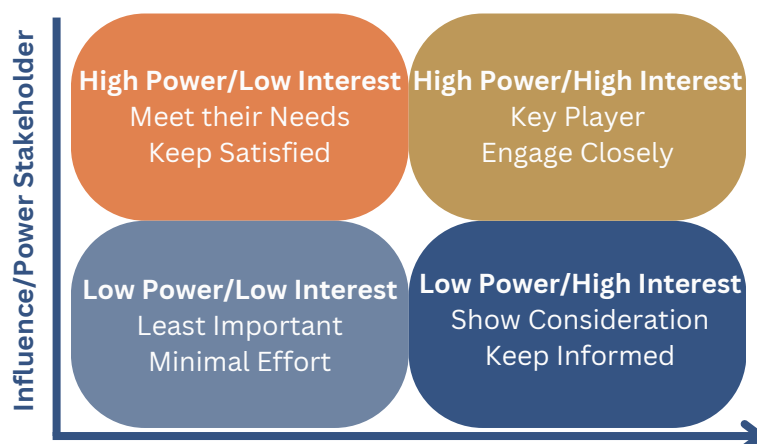 Influence/Power Stakeholder
High Power/Low Interest
Meet their Needs
Keep Satisfied
High Power/High Interest
Key Player
Engage Closely
Low Power/Low Interest
Least Important
Minimal Effort
Low Power/High Interest
Show Consideration
Keep Informed